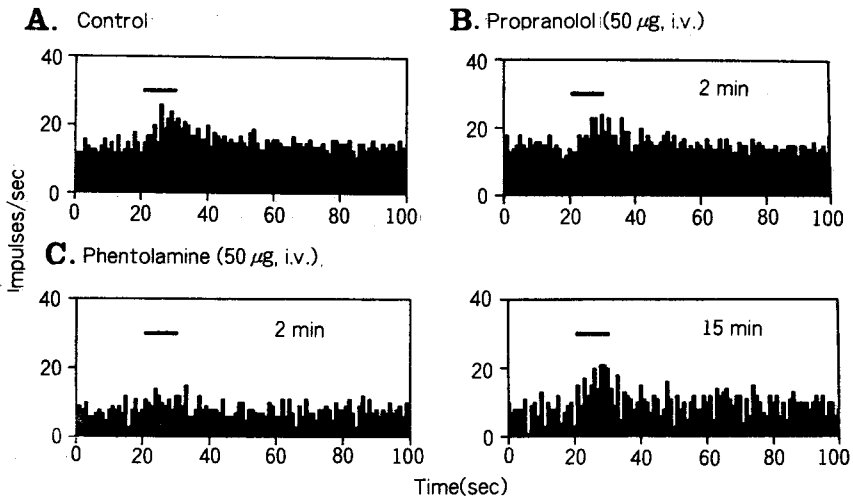 A. Control
B. Propranolol (50 μg, i.v.)
40
20
0
0 20 40 60 80 100
2 min
40
20
0
0 20 40 60 80 100
Impulses/sec
C. Phentolamine (50 μg, i.v.)
2 min
40
20
0
0 20 40 60 80 100
15 min
40
20
0
0 20 40 60 80 100
Time(sec)